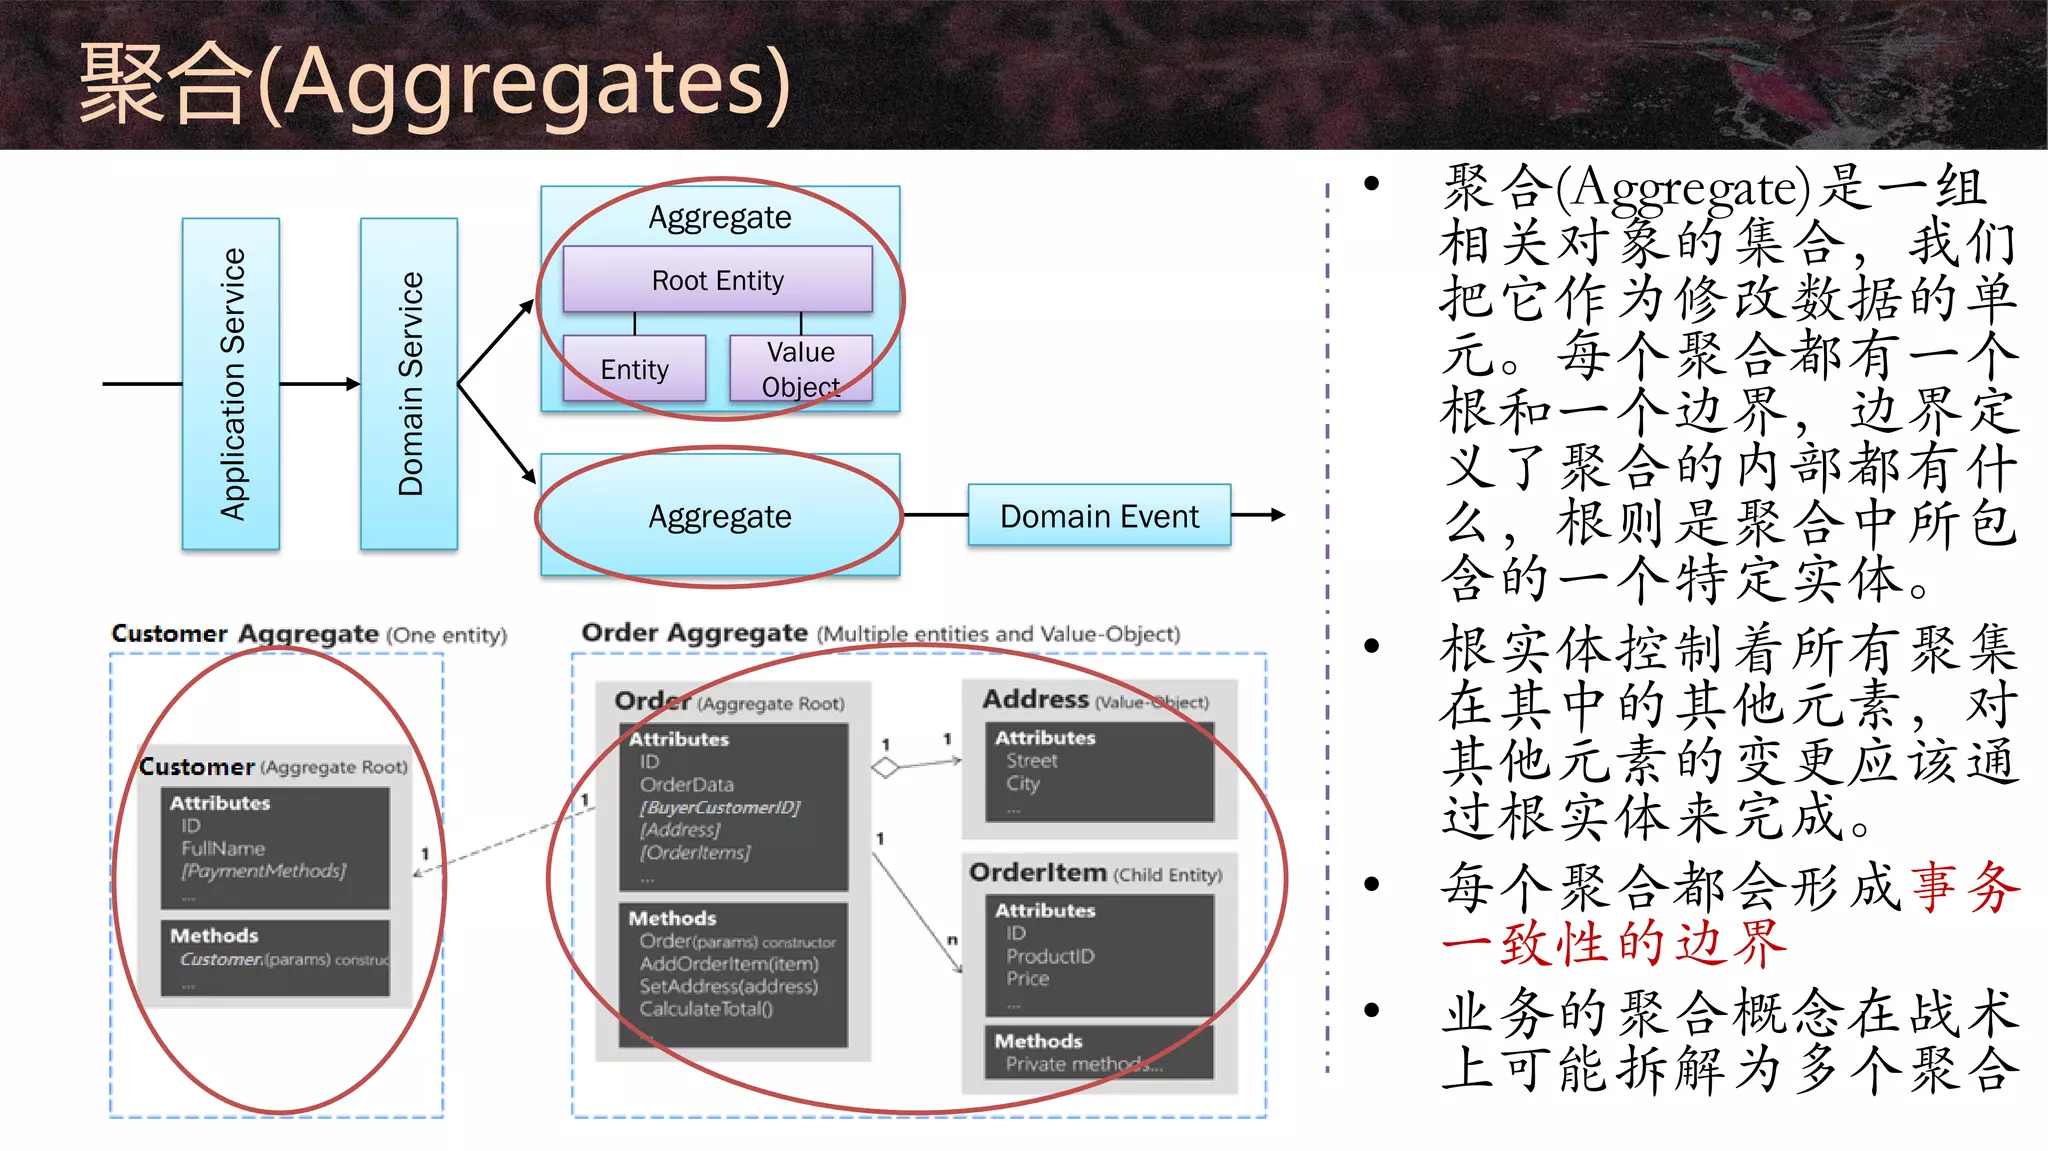 聚合(Aggregates)
Application Service
Domain Service
Aggregate
Root Entity
Entity
Value
Object
Aggregate
Domain Event
Customer Aggregate (One entity)
Customer (Aggregate Root)
Attributes
ID
FullName
[PaymentMethods]
...
Methods
Customer.(params) construc
...
1
1
Order Aggregate (Multiple entities and Value-Object)
Order (Aggregate Root)
Attributes
ID
OrderData
[BuyerCustomerID]
[Address]
[OrderItems]
...
Methods
Order(params) constructor
AddOrderItem(item)
SetAddress(address)
CalculateTotal()
...
1
1
1
n
Address (Value-Object)
Attributes
Street
City
...
OrderItem (Child Entity)
Attributes
ID
ProductID
Price
...
Methods
Private methods...
• 聚合(Aggregate)是一组
相关对象的集合，我们
把它作为修改数据的单
元。每个聚合都有一个
根和一个边界，边界定
义了聚合的内部都有什
么，根则是聚合中所包
含的一个特定实体。
• 根实体控制着所有聚集
在其中的其他元素，对
其他元素的变更应该通
过根实体来完成。
• 每个聚合都会形成事务
一致性的边界
• 业务的聚合概念在战术
上可能拆解为多个聚合